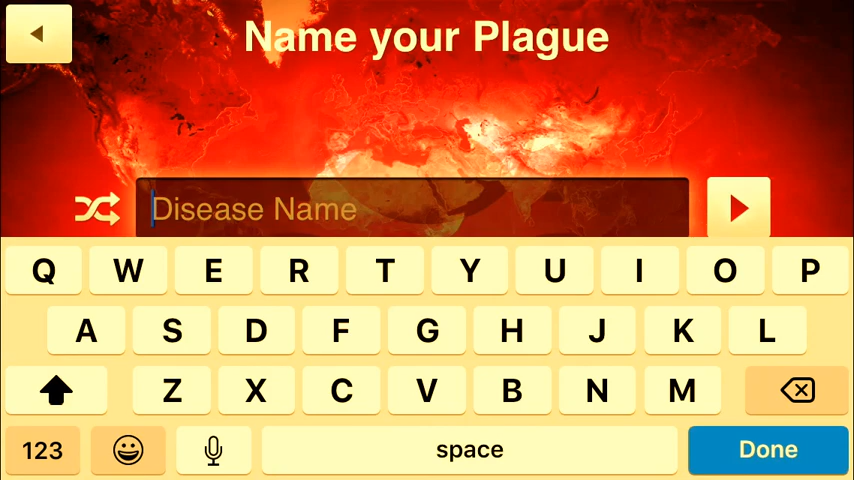 Name your Plague
Disease Name
Q W E R T Y U I O P
A S D F G H J K L
Z X C V B N M
123 space Done